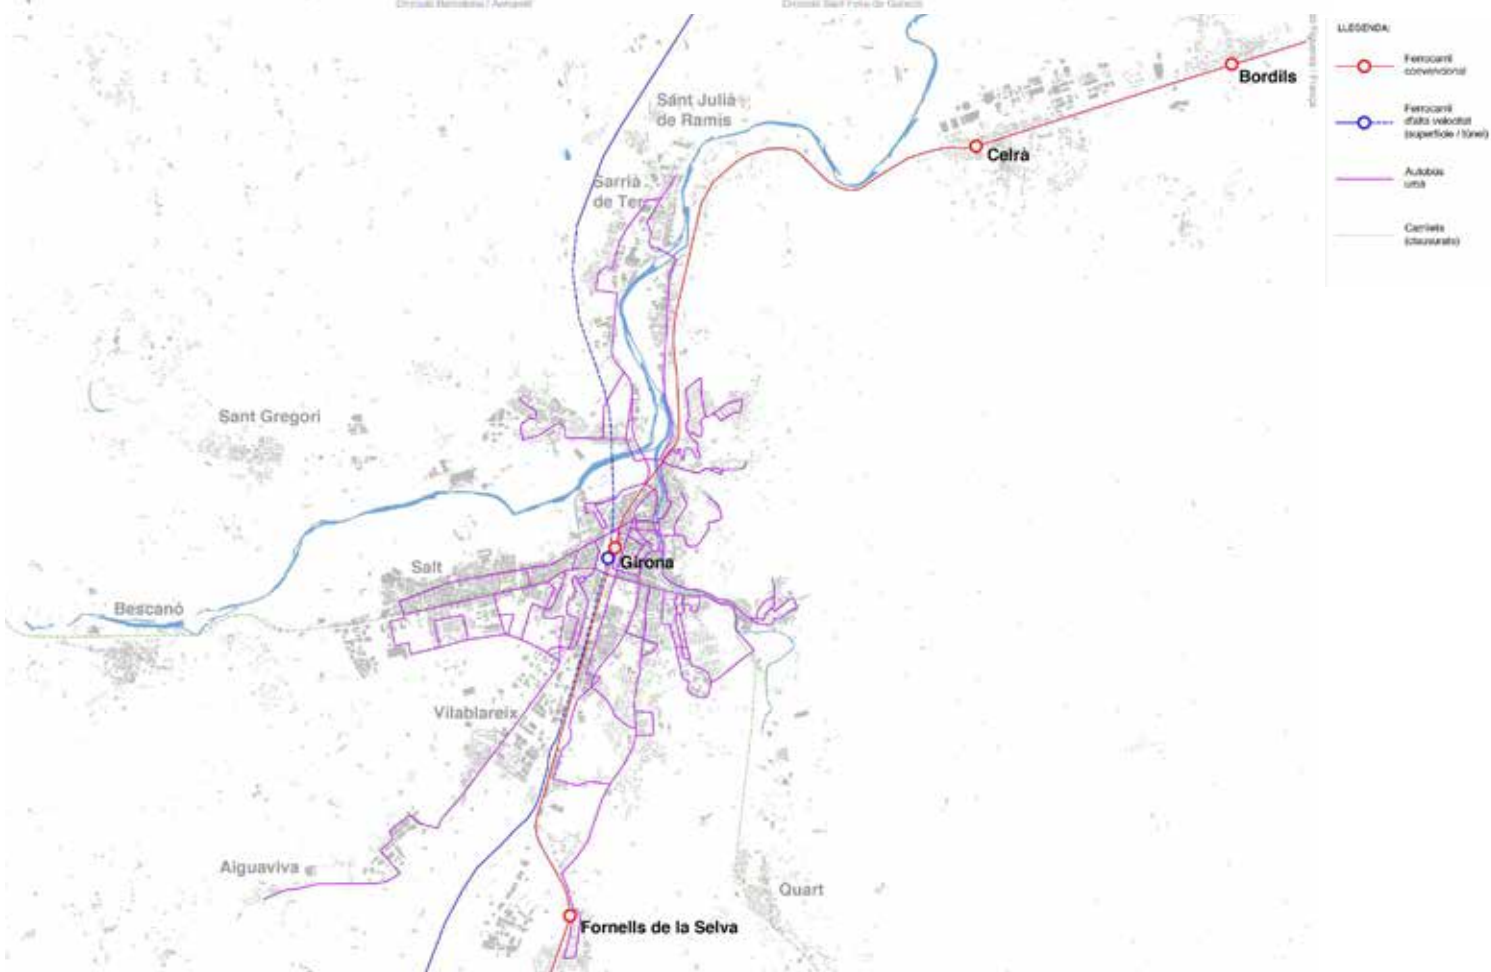 LLEGENDA:
Ferrocarril
convencional
Bordils
Sant Julià
de Ramis
Ferrocarril
d'alta velocitat
(superfície / túnel)
Celrà
Sarrià
de Ter
Autobús
urbà
Carrilets
(clausurats)
Sant Gregori
Girona
Salt
Bescanó
Vilablareix
Aiguaviva
Quart
Fornells de la Selva